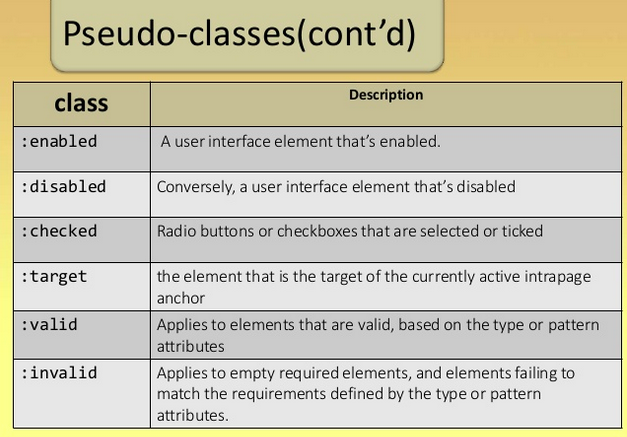 Pseudo-classes(cont’d)
class
Description
:enabled
A user interface element that’s enabled.
:disabled
Conversely, a user interface element that’s disabled
:checked
Radio buttons or checkboxes that are selected or ticked
:target
the element that is the target of the currently active intrapage
anchor
:valid
Applies to elements that are valid, based on the type or pattern
attributes
:invalid
Applies to empty required elements, and elements failing to
match the requirements defined by the type or pattern
attributes.